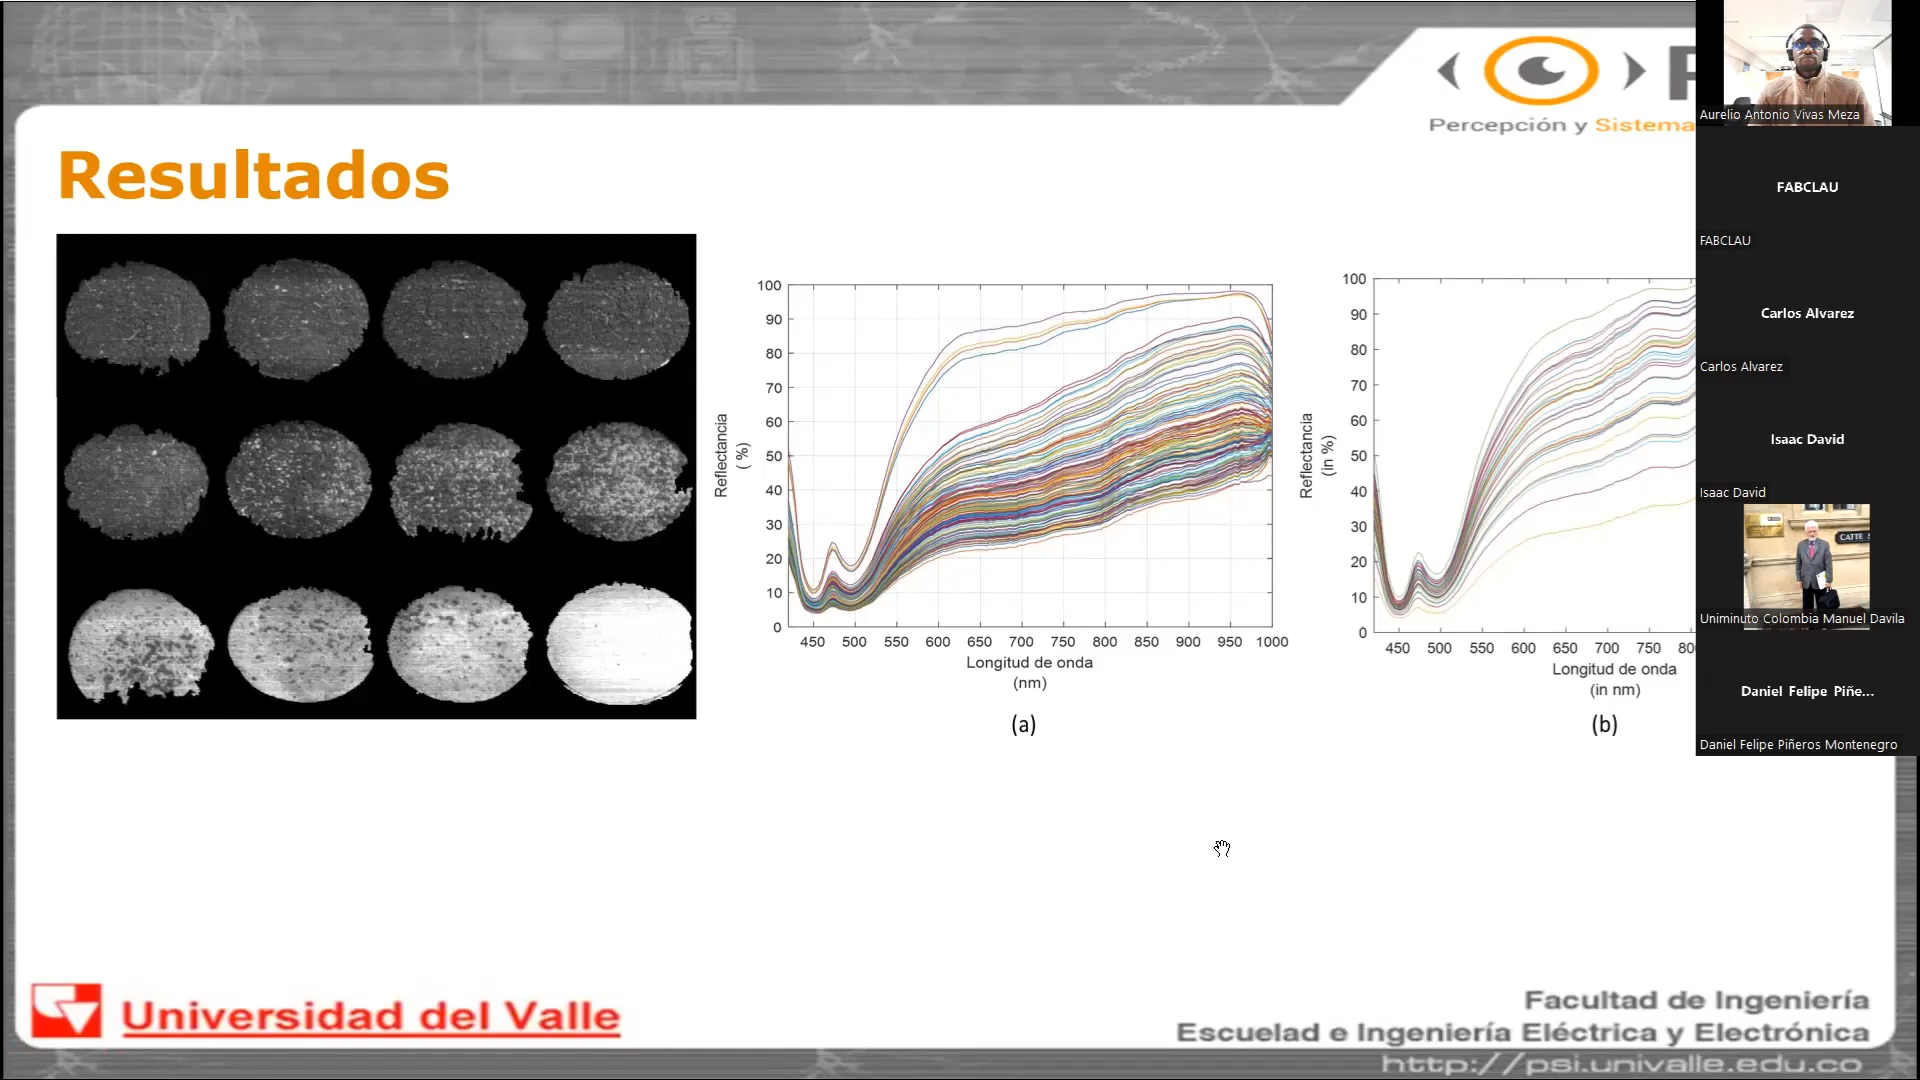 Percepción y Sistema
Resultados
100
90
80
70
60
50
40
30
20
10
0
Reflectancia
( %)
450 500 550 600 650 700 750 800 850 900 950 1000
Longitud de onda
(nm)
(a)
100
90
80
70
60
50
40
30
20
10
0
Reflectancia
(in %)
450 500 550 600 650 700 750 80
Longitud de onda
(in nm)
(b)
Aurelio Antonio Vivas Meza
FABCLAU
FABCLAU
Carlos Alvarez
Carlos Alvarez
Isaac David
Isaac David
CATTE
Uniminuto Colombia Manuel Davila
Daniel Felipe Piñe...
Daniel Felipe Piñeros Montenegro
Universidad del Valle
Facultad de Ingeniería
Escuelad e Ingeniería Eléctrica y Electrónica
http://psi.univalle.edu.co